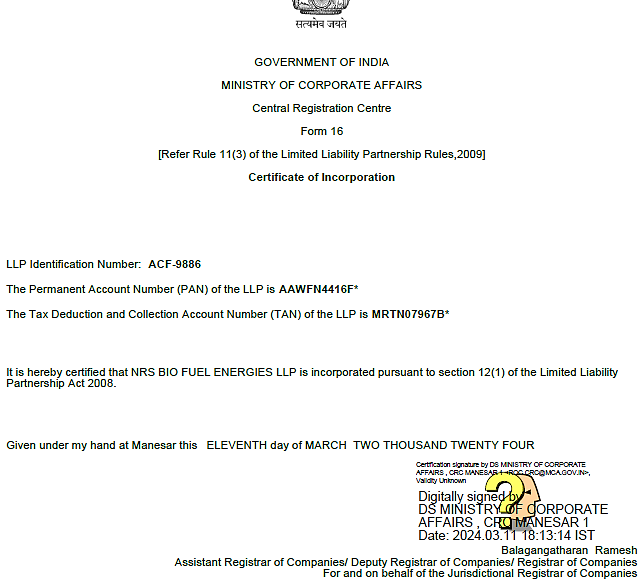 सत्यमेव जयते
GOVERNMENT OF INDIA
MINISTRY OF CORPORATE AFFAIRS
Central Registration Centre
Form 16
[Refer Rule 11(3) of the Limited Liability Partnership Rules,2009]
Certificate of Incorporation
LLP Identification Number: ACF-9886
The Permanent Account Number (PAN) of the LLP is AAWFN4416F*
The Tax Deduction and Collection Account Number (TAN) of the LLP is MRTN07967B*
It is hereby certified that NRS BIO FUEL ENERGIES LLP is incorporated pursuant to section 12(1) of the Limited Liability
Partnership Act 2008.
Given under my hand at Manesar this ELEVENTH day of MARCH TWO THOUSAND TWENTY FOUR
Certification signature by DS MINISTRY OF CORPORATE
AFFAIRS , CRC MANESAR 1 <ROC.CRC@MCA.GOV.IN>,
Validity Unknown
Digitally signed by
DS MINISTRY OF CORPORATE
AFFAIRS , CRC MANESAR 1
Date: 2024.03.11 18:13:14 IST
Balagangatharan Ramesh
Assistant Registrar of Companies/ Deputy Registrar of Companies/ Registrar of Companies
For and on behalf of the Jurisdictional Registrar of Companies